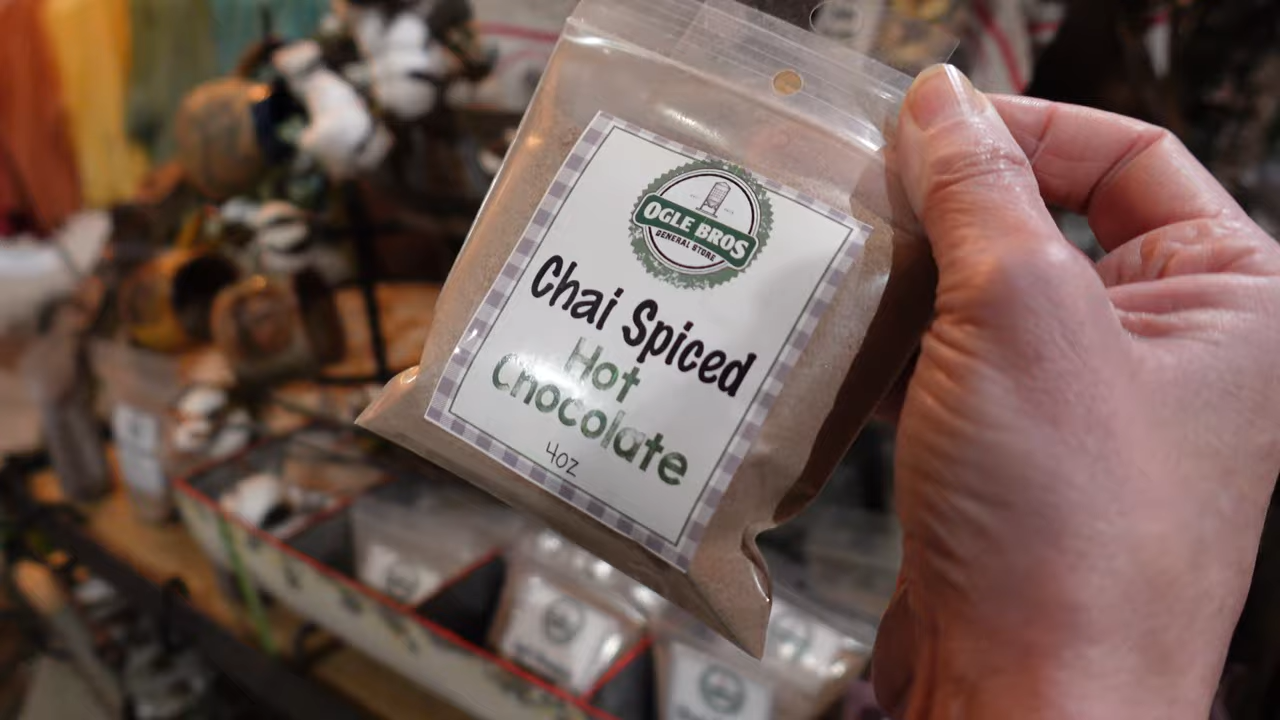 OGLE BROS
GENERAL STORE
Chai Spiced
Hot
Chocolate
4oz